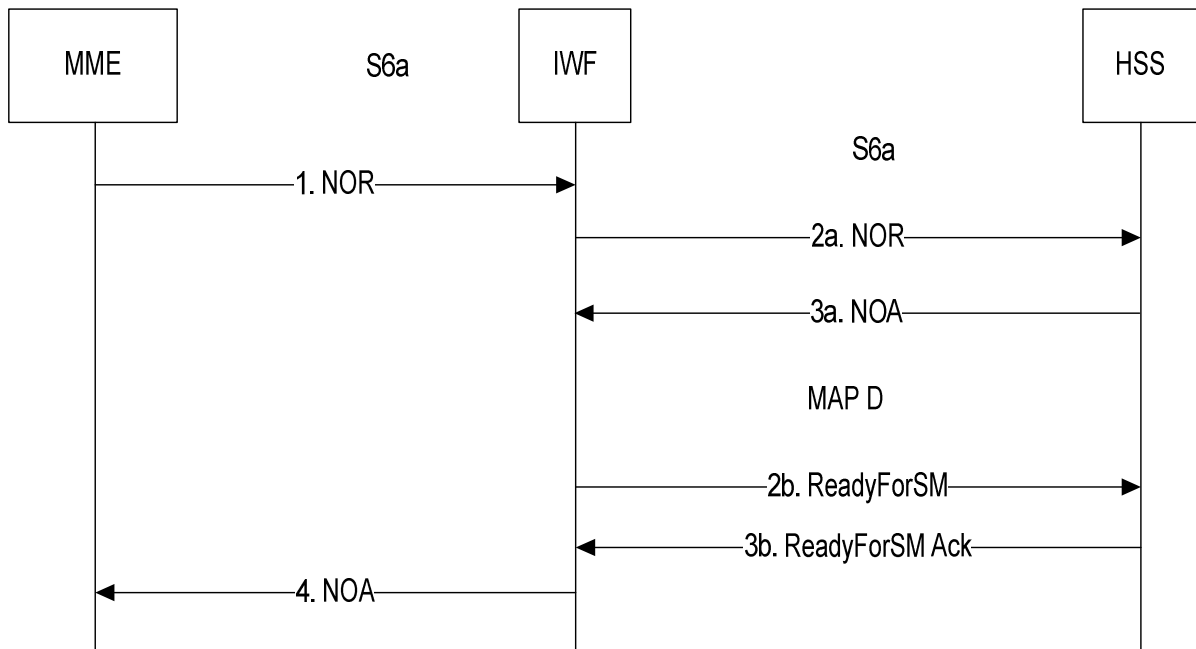 MME
S6a
IWF
HSS
S6a
1. NOR
2a. NOR
3a. NOA
MAP D
2b. ReadyForSM
3b. ReadyForSM Ack
4. NOA